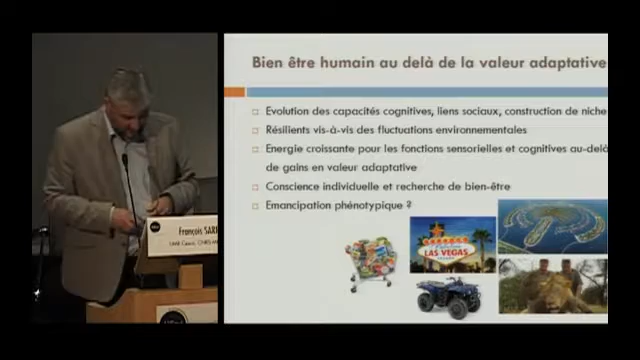 Bien être humain au delà de la valeur adaptative
Evolution des capacités cognitives, liens sociaux, construction de niche
Résilients vis-à-vis des fluctuations environnementales
Energie croissante pour les fonctions sensorielles et cognitives au-delà
de gains en valeur adaptative
Conscience individuelle et recherche de bien-être
Emancipation phénotypique ?
François
LAS VEGAS